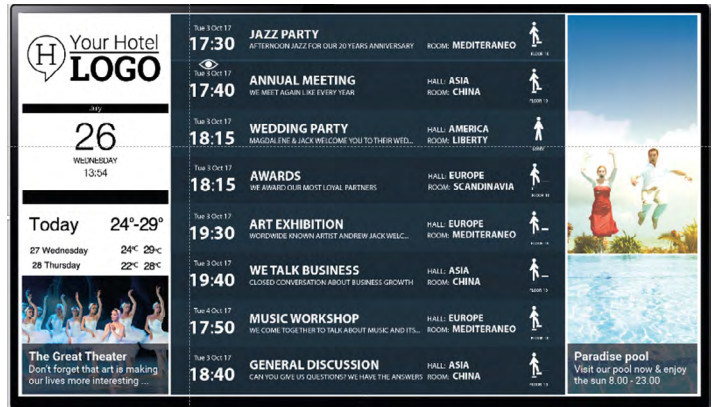 H
Your Hotel
LOGO
July
26
WEDNESDAY
13:54
Today 24°-29°
27 Wednesday 24°C 29°C
28 Thursday 22°C 28°C
The Great Theater
Don't forget that art is making
our lives more interesting ...
Tue 3 Oct 17
17:30
JAZZ PARTY
AFTERNOON JAZZ FOR OUR 20 YEARS ANNIVERSARY
ROOM: MEDITERANEO
Tue 3 Oct 17
17:40
ANNUAL MEETING
WE MEET AGAIN LIKE EVERY YEAR
HALL: ASIA
ROOM: CHINA
Tue 3 Oct 17
18:15
WEDDING PARTY
MAGDALENE & JACK WELCOME YOU TO THEIR WED...
HALL: AMERICA
ROOM: LIBERTY
Tue 3 Oct 17
18:15
AWARDS
WE AWARD OUR MOST LOYAL PARTNERS
HALL: EUROPE
ROOM: SCANDINAVIA
Tue 3 Oct 17
19:30
ART EXHIBITION
WORDWIDE KNOWN ARTIST ANDREW JACK WELC...
HALL: EUROPE
ROOM: MEDITERANEO
Tue 3 Oct 17
19:40
WE TALK BUSINESS
CLOSED CONVERSATION ABOUT BUSINESS GROWTH
HALL: ASIA
ROOM: CHINA
Tue 4 Oct 17
17:50
MUSIC WORKSHOP
WE COME TOGETHER TO TALK ABOUT MUSIC AND ITS...
HALL: EUROPE
ROOM: MEDITERANEO
Tue 3 Oct 17
18:40
GENERAL DISCUSSION
CAN YOU GIVE US QUESTIONS? WE HAVE THE ANSWERS
HALL: ASIA
ROOM: CHINA
Paradise pool
Visit our pool now & enjoy
the sun 8.00 - 23.00